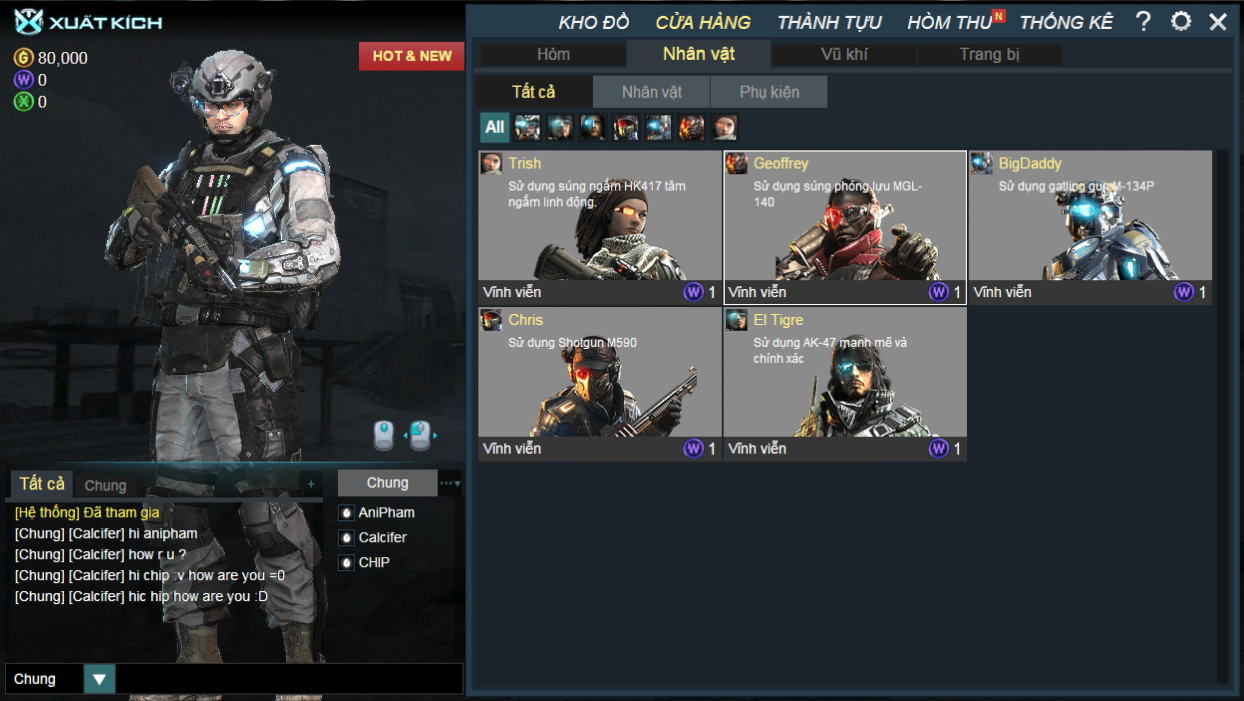 XUẤT KÍCH
80,000
0
0
HOT & NEW
KHO ĐỒ CỬA HÀNG THÀNH TỰU HÒM THƯ N THỐNG KÊ ?
Hòm Nhân vật Vũ khí Trang bị
Tất cả Nhân vật Phụ kiện
All
Trish
Sử dụng súng ngắm HK417 tầm
ngắm linh động.
Vĩnh viễn W 1
Geoffrey
Sử dụng súng phóng lựu MGL-
140
Vĩnh viễn W 1
BigDaddy
Sử dụng gatling gun M-134P
Vĩnh viễn W 1
Chris
Sử dụng Shotgun M590
Vĩnh viễn W 1
El Tigre
Sử dụng AK-47 mạnh mẽ và
chính xác
Vĩnh viễn W 1
Tất cả Chung +
[Hệ thống] Đã tham gia
[Chung] [Calcifer] hi anipham
[Chung] [Calcifer] how r u ?
[Chung] [Calcifer] hi chip :v how are you =0
[Chung] [Calcifer] hic hip how are you :D
Chung
AniPham
Calcifer
CHIP
Chung